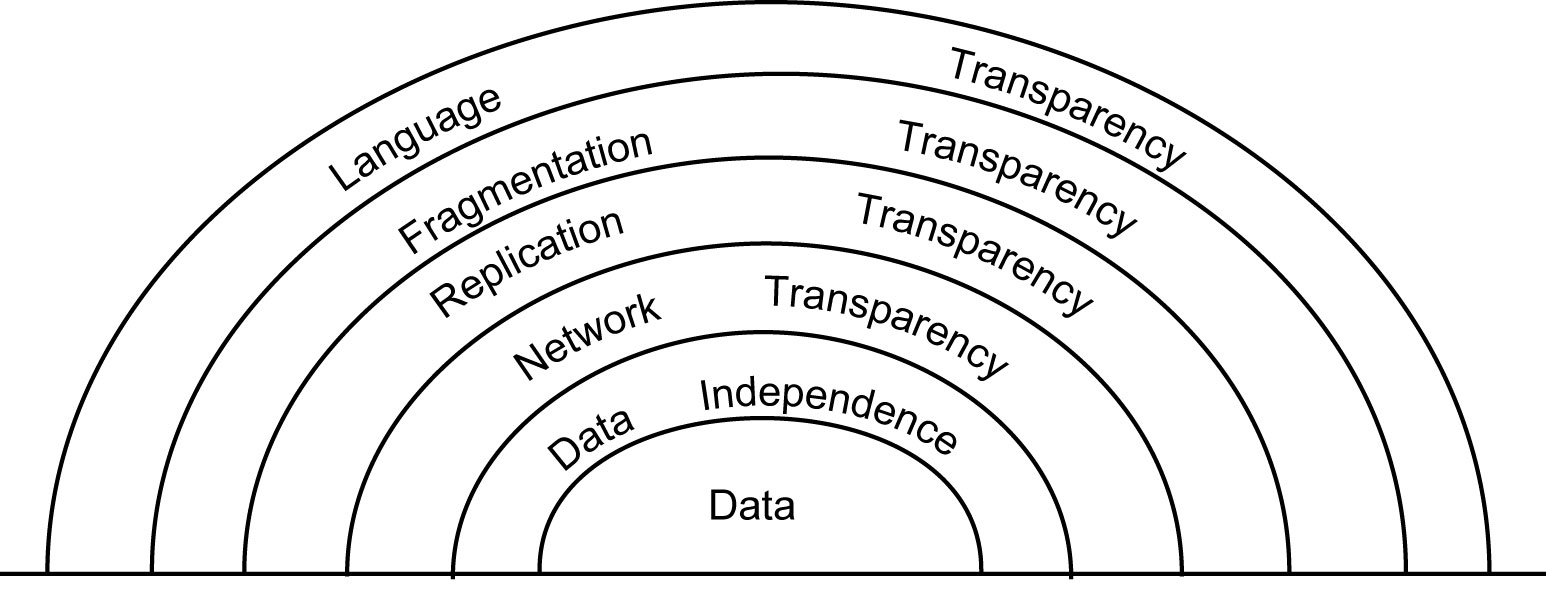 Language Transparency
Fragmentation Transparency
Replication Transparency
Network Transparency
Data Independence
Data